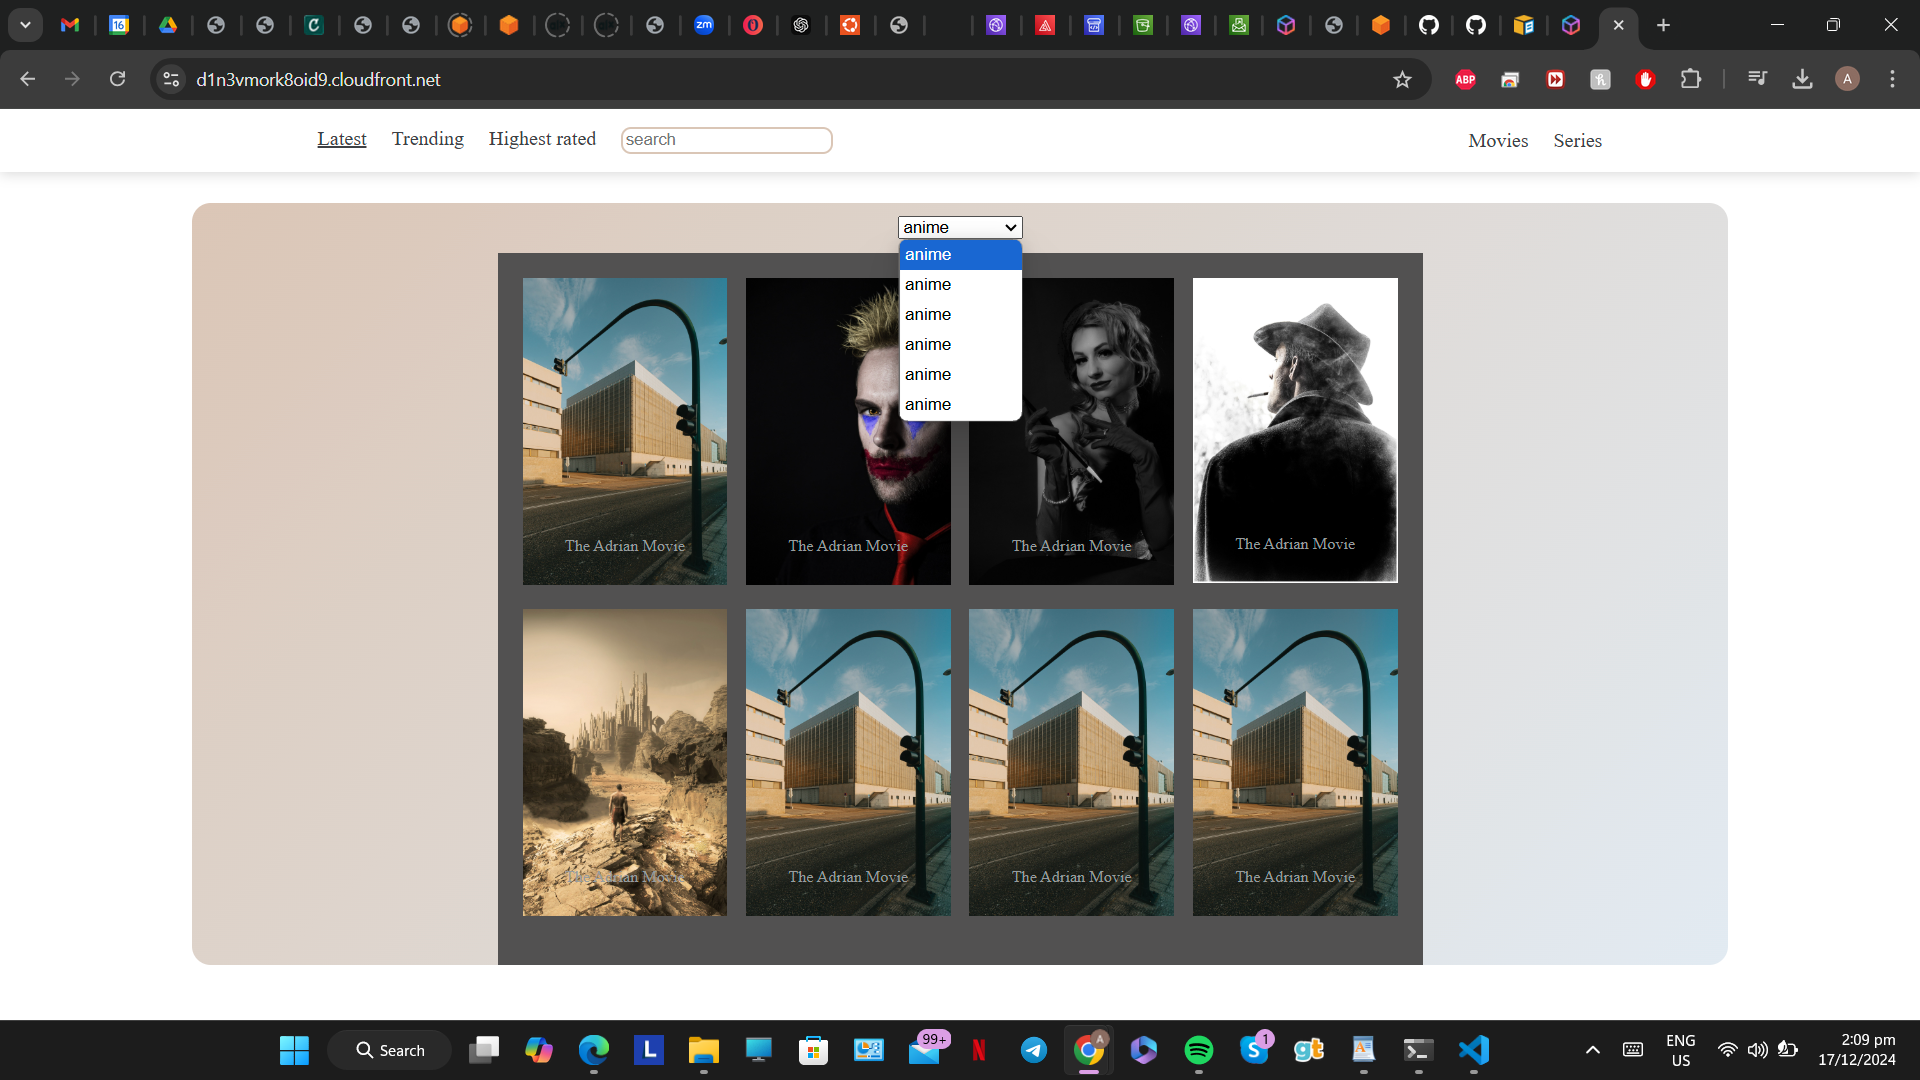 16
zm
d1n3vmork8oid9.cloudfront.net
ABP
A
Latest Trending Highest rated search Movies Series
anime
anime
anime
anime
anime
anime
anime
The Adrian Movie The Adrian Movie The Adrian Movie The Adrian Movie
The Adrian Movie The Adrian Movie The Adrian Movie The Adrian Movie
Search
L
99+
N
A
S 1
gt
ENG
US
2:09 pm
17/12/2024